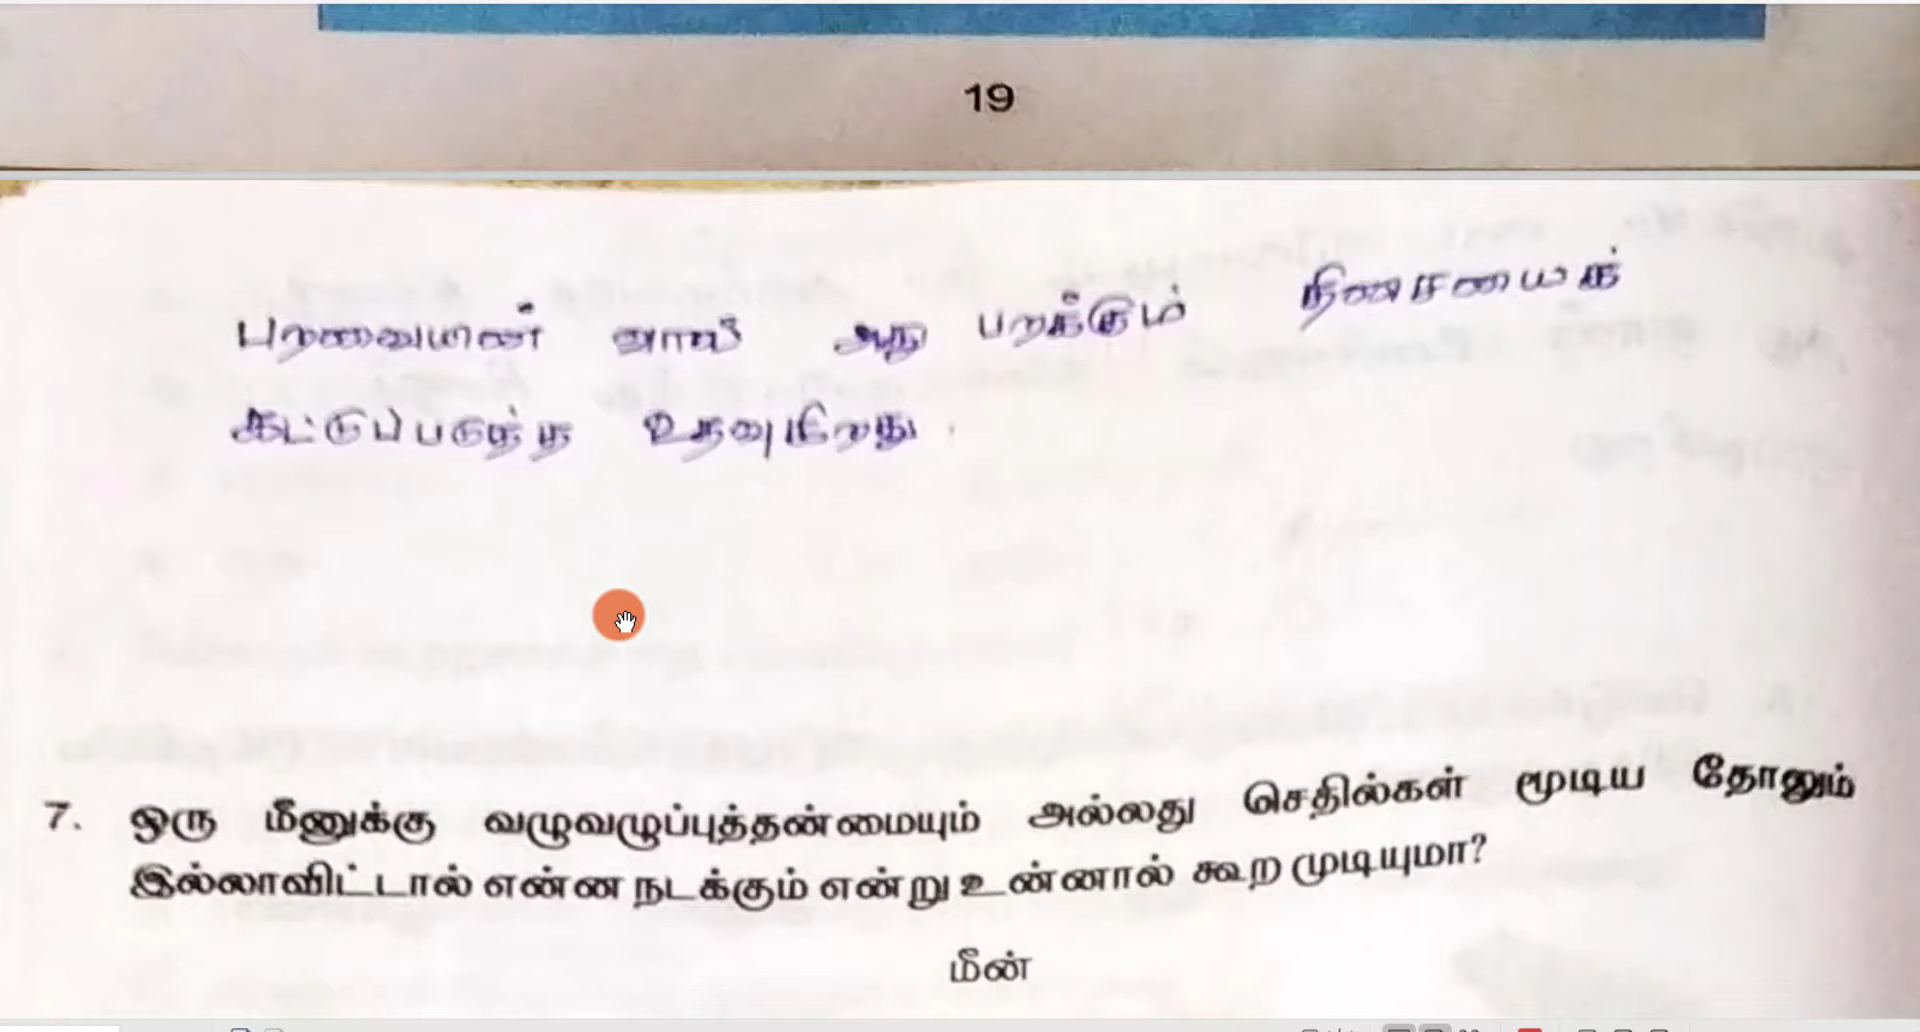 19
பறவையின் வால் அது பறக்கும் திசையைக்
கட்டுப்படுத்த உதவுகிறது
7. ஒரு மீனுக்கு வழுவழுப்புத்தன்மையும் அல்லது செதில்கள் மூடிய தோலும்
இல்லாவிட்டால் என்ன நடக்கும் என்று உன்னால் கூற முடியுமா?
மீன்